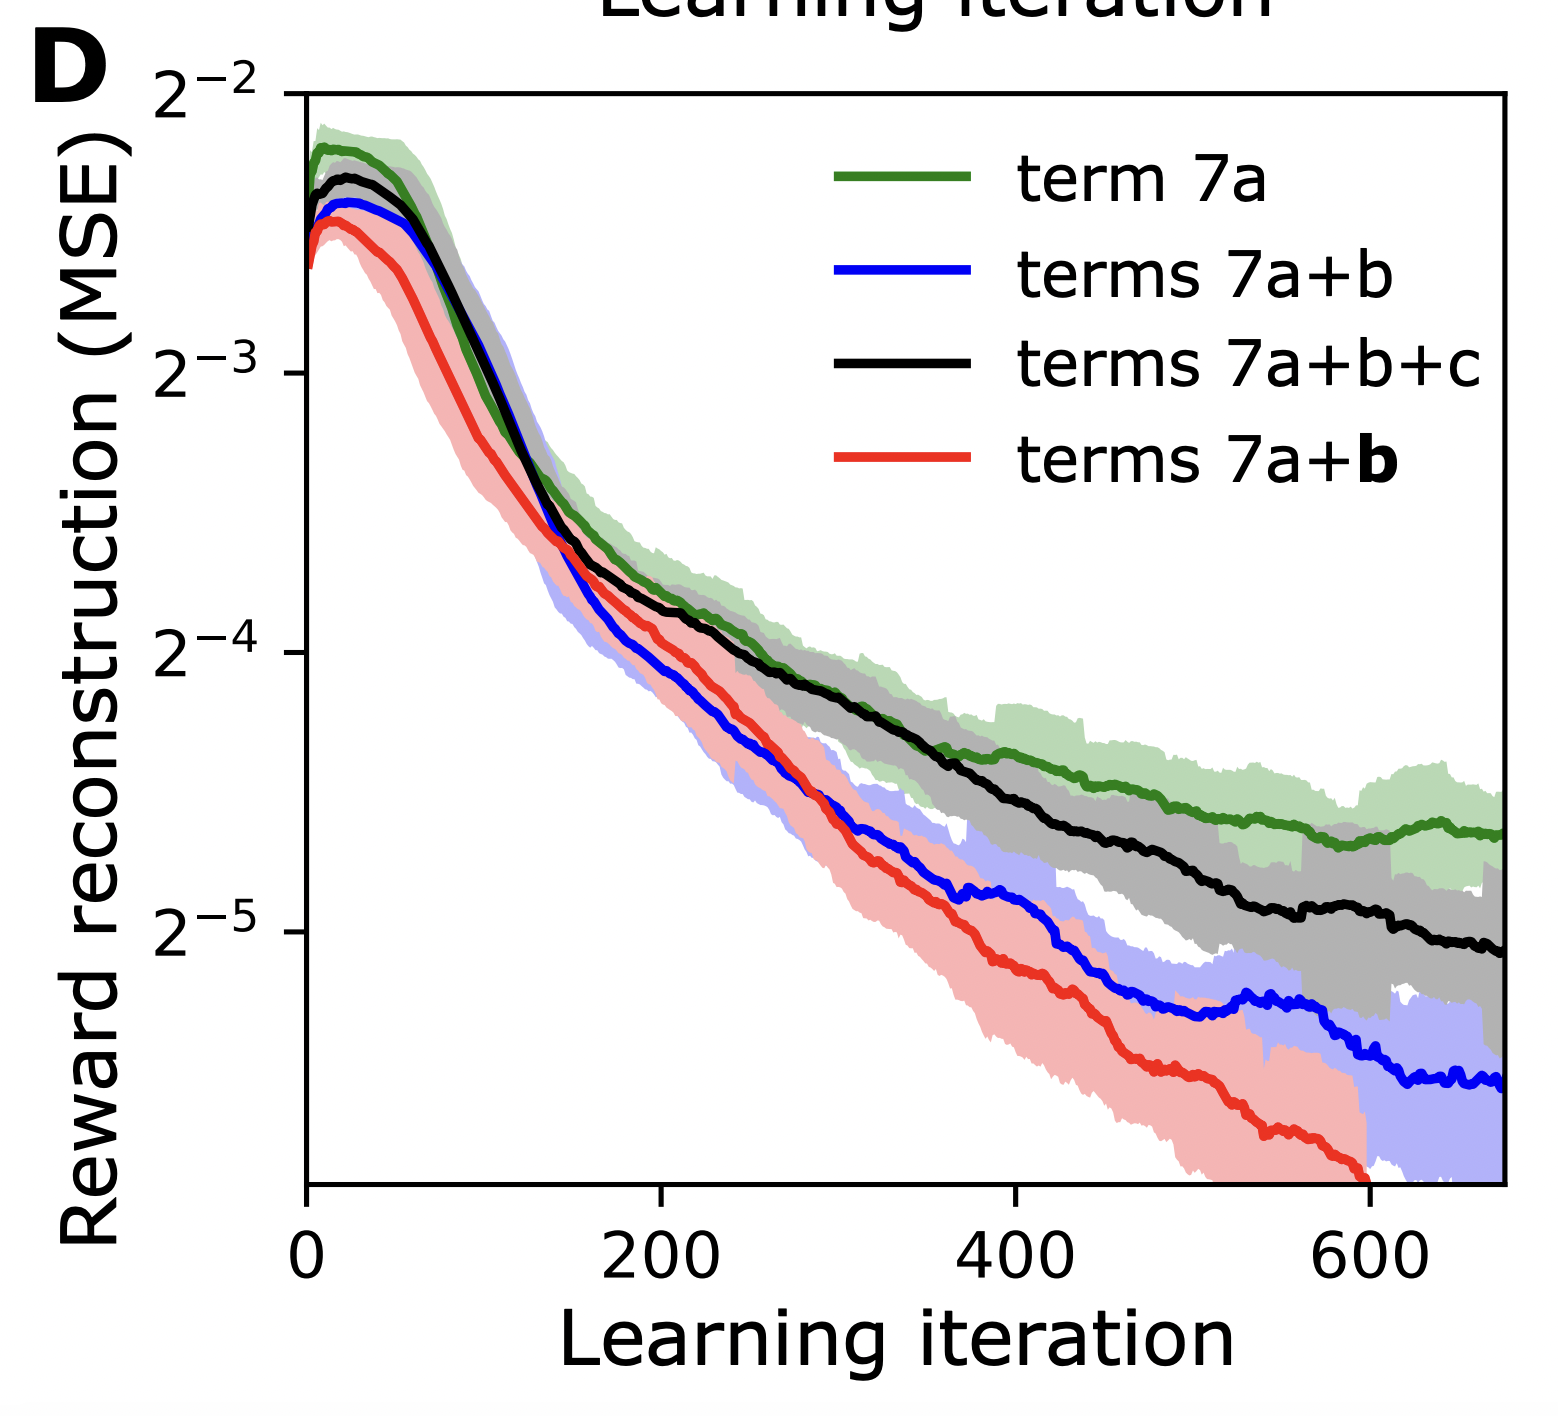 Learning iteration
D
Reward reconstruction (MSE)
2⁻²
2⁻³
2⁻⁴
2⁻⁵
term 7a
terms 7a+b
terms 7a+b+c
terms 7a+b
0 200 400 600
Learning iteration